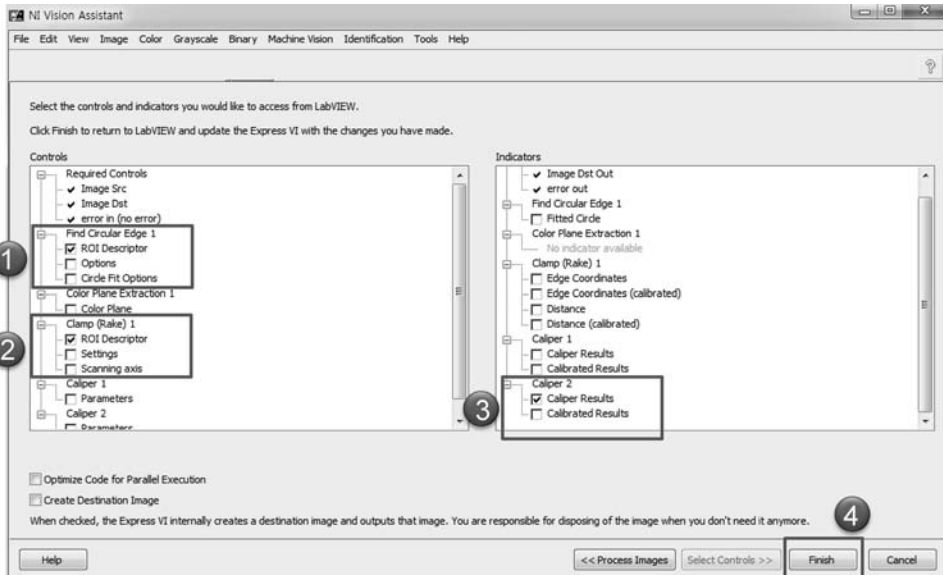 NI Vision Assistant
File Edit View Image Color Grayscale Binary Machine Vision Identification Tools Help
Select the controls and indicators you would like to access from LabVIEW.
Click Finish to return to LabVIEW and update the Express VI with the changes you have made.
Controls
Required Controls
Image Src
Image Dst
error in (no error)
1
Find Circular Edge 1
ROI Descriptor
Options
Circle Fit Options
Color Plane Extraction 1
Color Plane
2
Clamp (Rake) 1
ROI Descriptor
Settings
Scanning axis
Caliper 1
Parameters
Caliper 2
Parameters
Indicators
Image Dst Out
error out
Find Circular Edge 1
Fitted Circle
Color Plane Extraction 1
No indicator available
Clamp (Rake) 1
Edge Coordinates
Edge Coordinates (calibrated)
Distance
Distance (calibrated)
Caliper 1
Caliper Results
Calibrated Results
3
Caliper 2
Caliper Results
Calibrated Results
Optimize Code for Parallel Execution
Create Destination Image
When checked, the Express VI internally creates a destination image and outputs that image. You are responsible for disposing of the image when you don't need it anymore.
4
Help
<< Process Images
Select Controls >>
Finish
Cancel